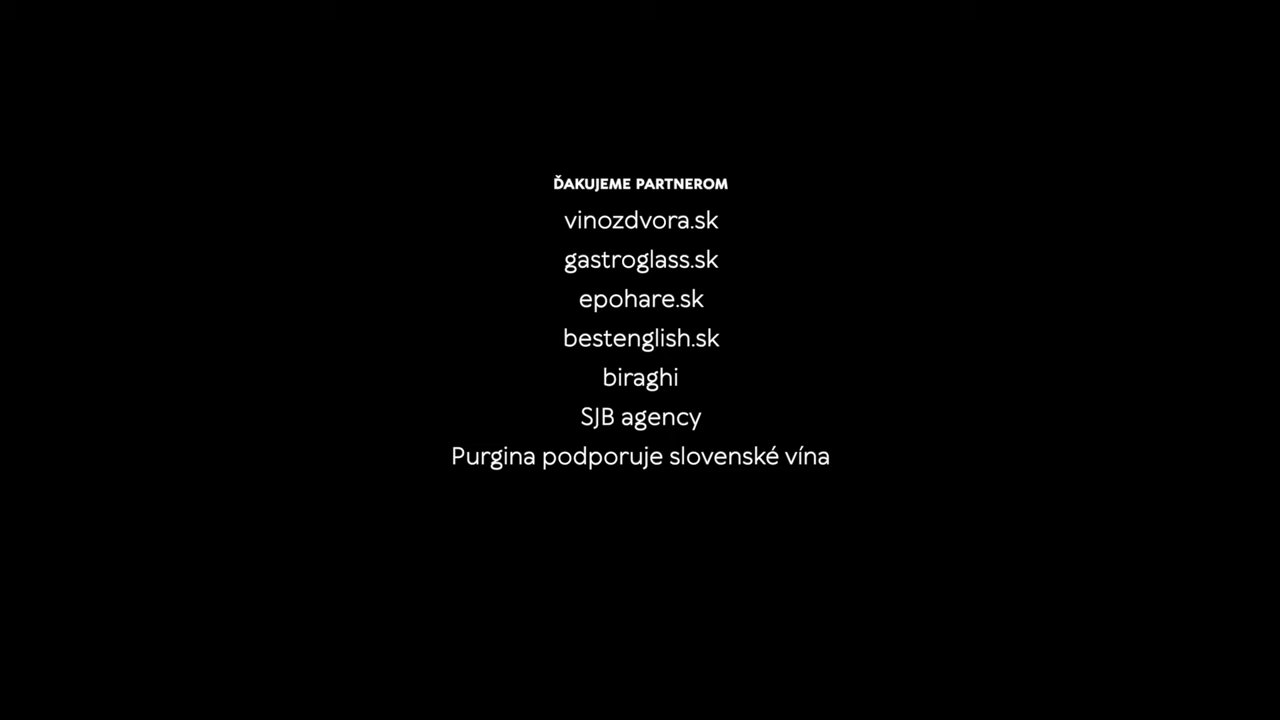 ĎAKUJEME PARTNEROM
vinozdvora.sk
gastroglass.sk
epohare.sk
bestenglish.sk
biraghi
SJB agency
Purgina podporuje slovenské vína